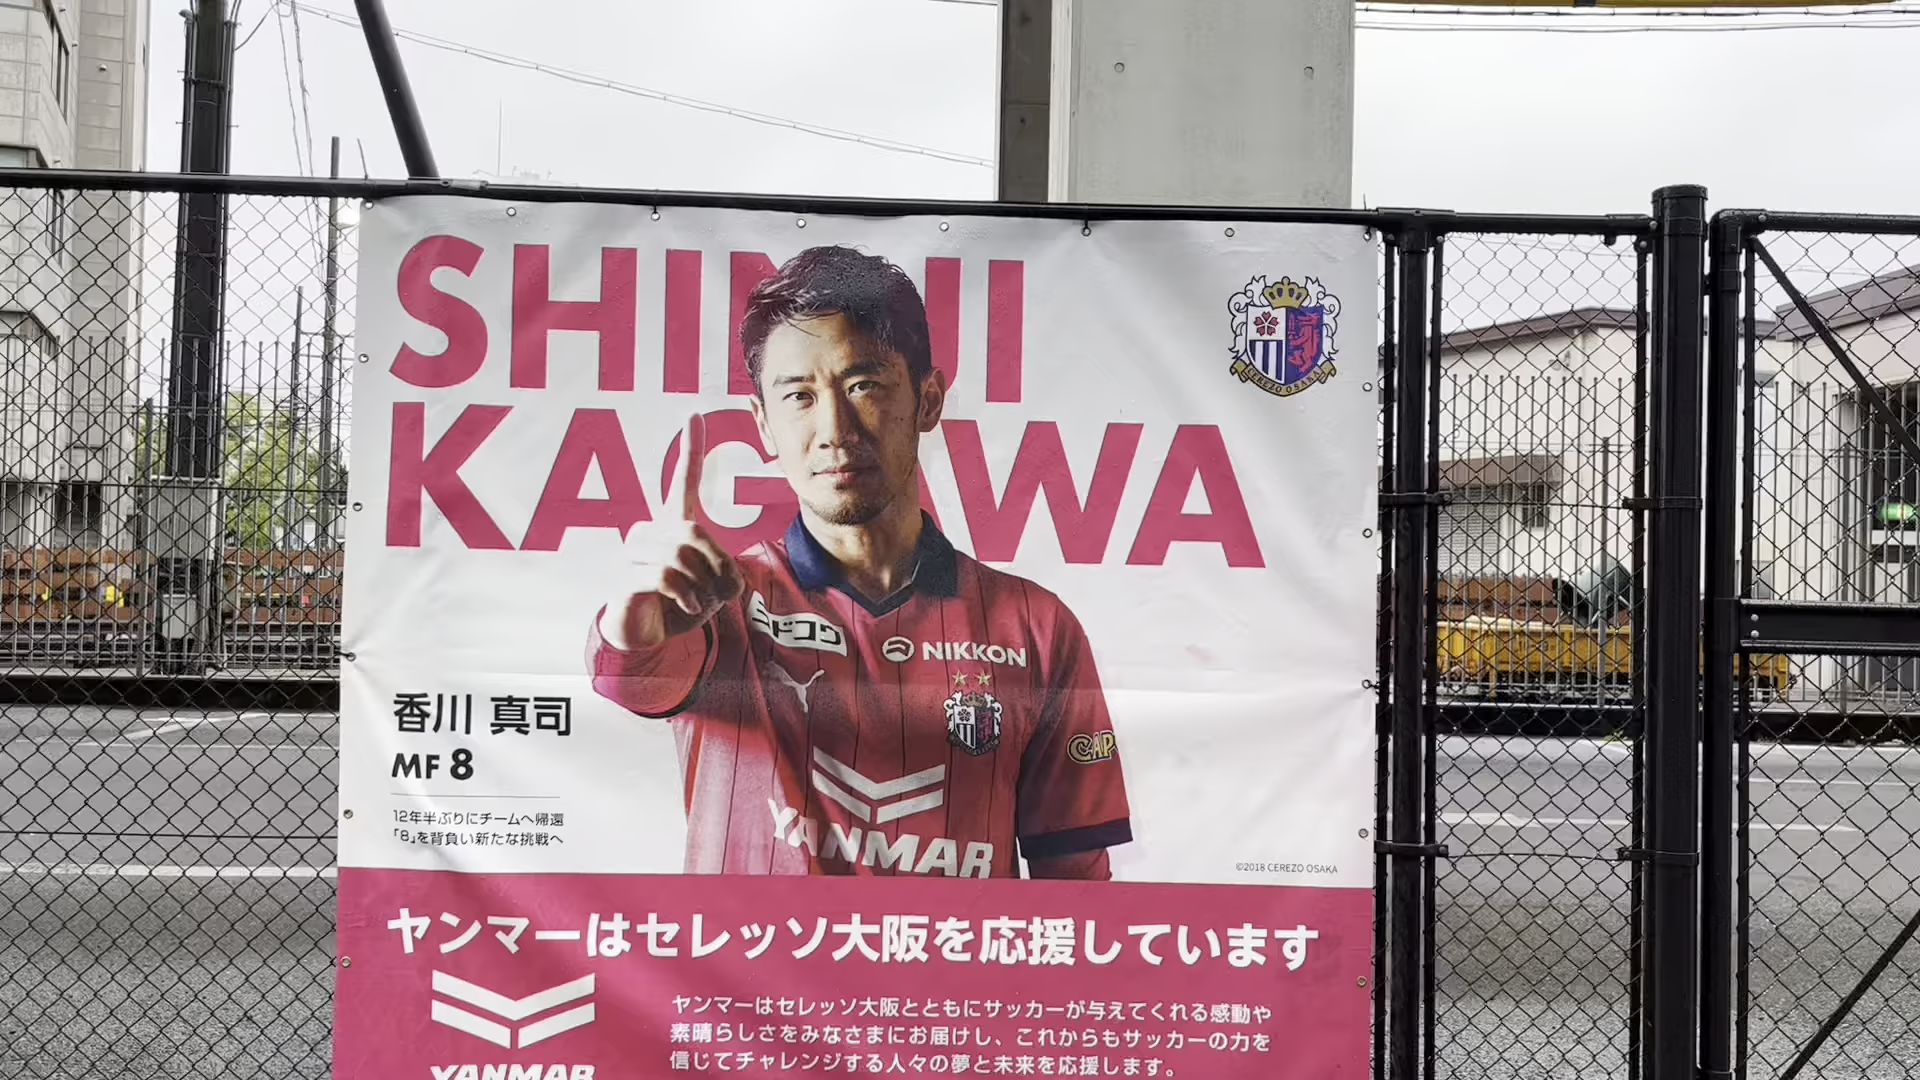 SHINJI
KAGAWA
CEREZO OSAKA
ミドコウ
NIKKON
CAP
YANMAR
香川 真司
MF 8
12年半ぶりにチームへ帰還
「8」を背負い新たな挑戦へ
©2018 CEREZO OSAKA
ヤンマーはセレッソ大阪を応援しています
YANMAR
ヤンマーはセレッソ大阪とともにサッカーが与えてくれる感動や
素晴らしさをみなさまにお届けし、これからもサッカーの力を
信じてチャレンジする人々の夢と未来を応援します。